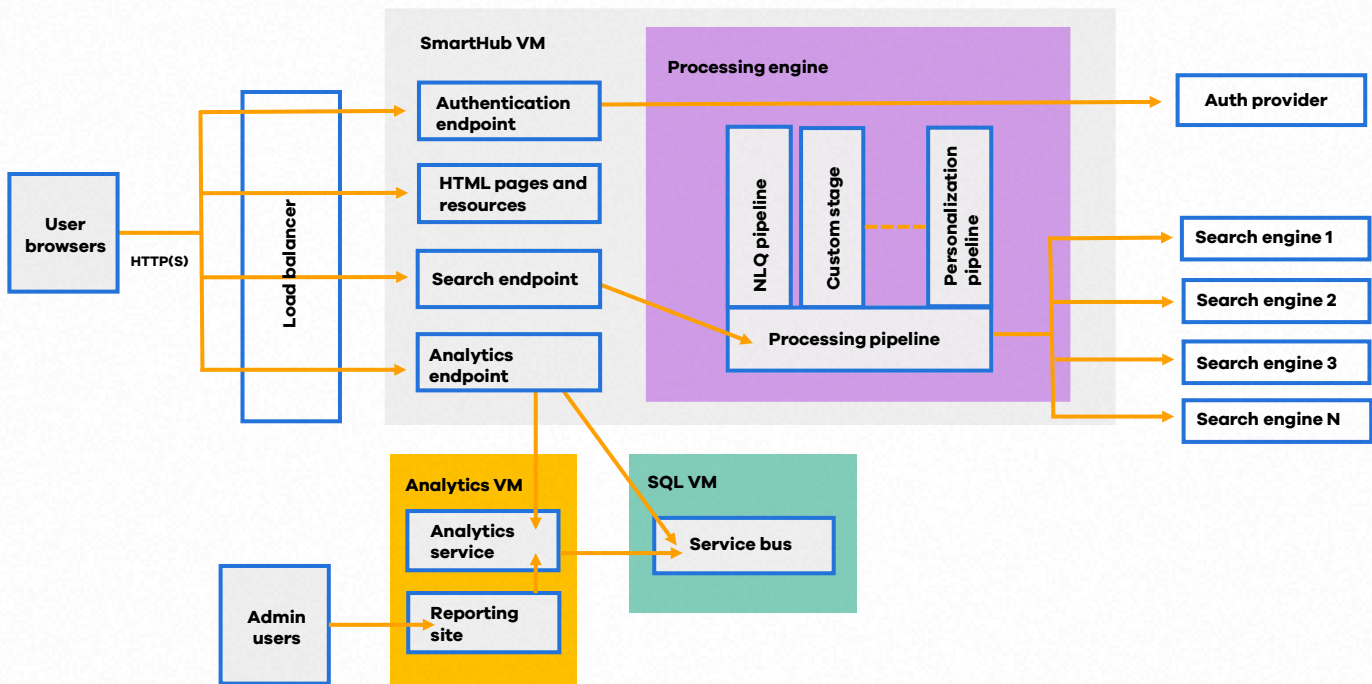 SmartHub VM
Processing engine
Authentication
endpoint
Auth provider
HTML pages and
resources
User
browsers
HTTP(S)
Load balancer
NLQ pipeline
Custom stage
Personalization
pipeline
Search endpoint
Search engine 1
Search engine 2
Processing pipeline
Search engine 3
Analytics
endpoint
Search engine N
Analytics VM
SQL VM
Analytics
service
Service bus
Admin
users
Reporting
site